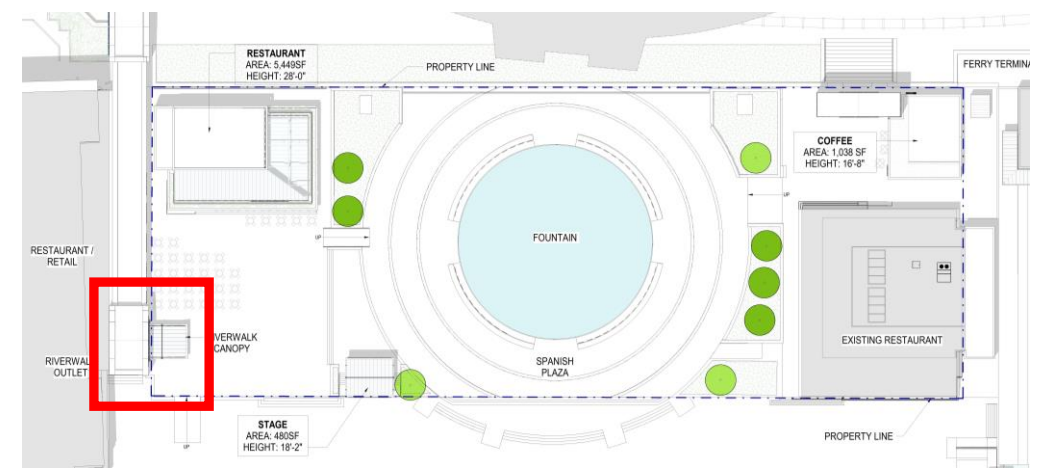 RESTAURANT
AREA: 5,449SF
HEIGHT: 28'-0"
PROPERTY LINE
FERRY TERMINA
COFFEE
AREA: 1,038 SF
HEIGHT: 16'-8"
UP
UP
FOUNTAIN
RESTAURANT /
RETAIL
IVERWALK
CANOPY
RIVERWAL
OUTLET
EXISTING RESTAURANT
SPANISH
PLAZA
STAGE
AREA: 480SF
HEIGHT: 18'-2"
UP
PROPERTY LINE